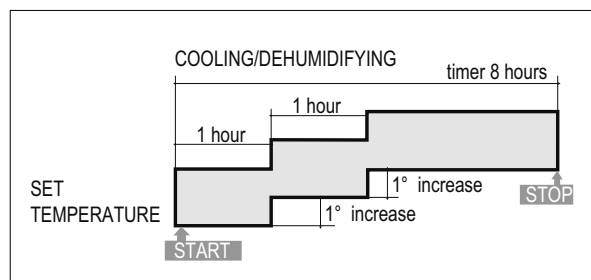 COOLING/DEHUMIDIFYING
timer 8 hours
1 hour
1 hour
SET
TEMPERATURE
1° increase
STOP
1° increase
START